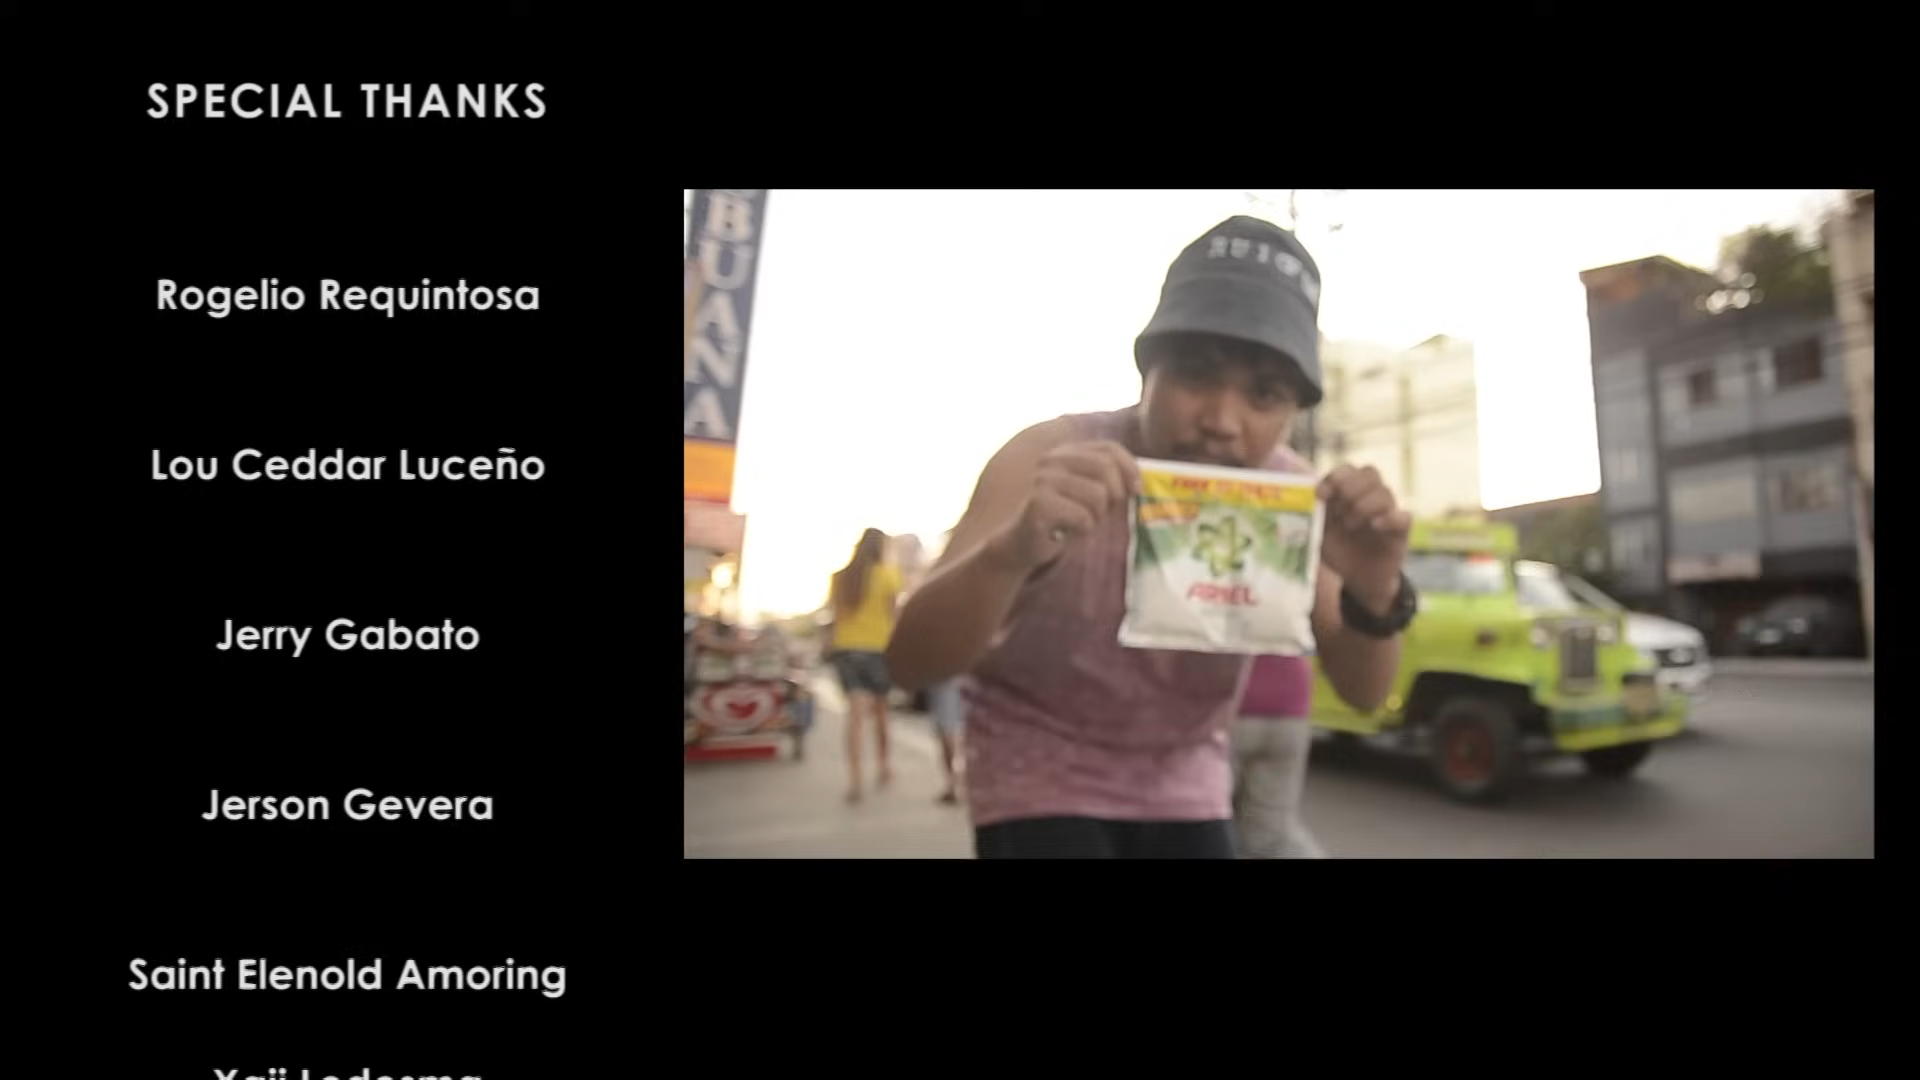 SPECIAL THANKS
Rogelio Requintosa
Lou Ceddar Luceño
Jerry Gabato
Jerson Gevera
Saint Elenold Amoring
BUANA
ARIEL